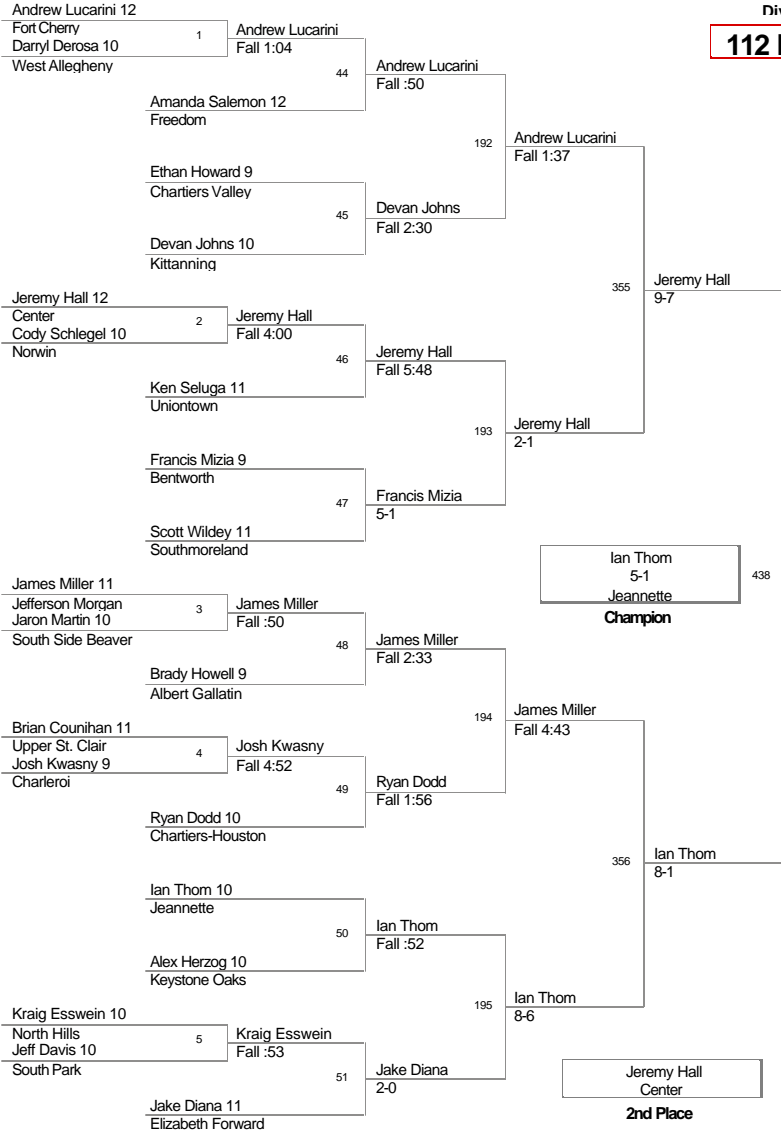 Andrew Lucarini 12
Fort Cherry
Darryl Derosa 10
West Allegheny
1
Andrew Lucarini
Fall 1:04
Amanda Salemon 12
Freedom
44
Andrew Lucarini
Fall :50
Ethan Howard 9
Chartiers Valley
Devan Johns 10
Kittanning
45
Devan Johns
Fall 2:30
192
Andrew Lucarini
Fall 1:37
Jeremy Hall 12
Center
Cody Schlegel 10
Norwin
2
Jeremy Hall
Fall 4:00
Ken Seluga 11
Uniontown
46
Jeremy Hall
Fall 5:48
Francis Mizia 9
Bentworth
Scott Wildey 11
Southmoreland
47
Francis Mizia
5-1
193
Jeremy Hall
2-1
355
Jeremy Hall
9-7
James Miller 11
Jefferson Morgan
Jaron Martin 10
South Side Beaver
3
James Miller
Fall :50
Brady Howell 9
Albert Gallatin
48
James Miller
Fall 2:33
Brian Counihan 11
Upper St. Clair
Josh Kwasny 9
Charleroi
4
Josh Kwasny
Fall 4:52
Ryan Dodd 10
Chartiers-Houston
49
Ryan Dodd
Fall 1:56
194
James Miller
Fall 4:43
Ian Thom 10
Jeannette
Alex Herzog 10
Keystone Oaks
50
Ian Thom
Fall :52
Kraig Esswein 10
North Hills
Jeff Davis 10
South Park
5
Kraig Esswein
Fall :53
Jake Diana 11
Elizabeth Forward
51
Jake Diana
2-0
195
Ian Thom
8-6
356
Ian Thom
8-1
112
Ian Thom
5-1
Jeannette
438
Champion
Jeremy Hall
Center
2nd Place